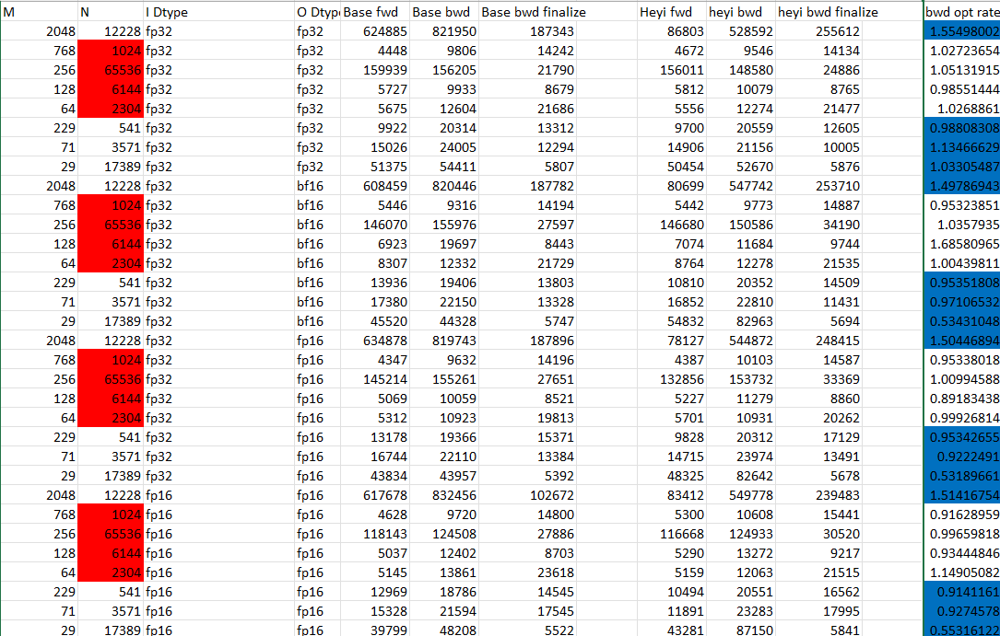 M N I Dtype O Dtyp Base fwd Base bwd Base bwd finalize Heyi fwd heyi bwd heyi bwd finalize bwd opt rate
2048 12228 fp32 fp32 624885 821950 187343 86803 528592 255612 1.55498002
768 1024 fp32 fp32 4448 9806 14242 4672 9546 14134 1.02723654
256 65536 fp32 fp32 159939 156205 21790 156011 148580 24886 1.05131915
128 6144 fp32 fp32 5727 9933 8679 5812 10079 8765 0.98551444
64 2304 fp32 fp32 5675 12604 21686 5556 12274 21477 1.0268861
229 541 fp32 fp32 9922 20314 13312 9700 20559 12605 0.98808308
71 3571 fp32 fp32 15026 24005 12294 14906 21156 10005 1.13466629
29 17389 fp32 fp32 51375 54411 5807 50454 52670 5876 1.03305487
2048 12228 fp32 bf16 608459 820446 187782 80699 547742 253710 1.49786943
768 1024 fp32 bf16 5446 9316 14194 5442 9773 14887 0.95323851
256 65536 fp32 bf16 146070 155976 27597 146680 150586 34190 1.0357935
128 6144 fp32 bf16 6923 19697 8443 7074 11684 9744 1.68580965
64 2304 fp32 bf16 8307 12332 21729 8764 12278 21535 1.00439811
229 541 fp32 bf16 13936 19406 13803 10810 20352 14509 0.95351808
71 3571 fp32 bf16 17380 22150 13328 16852 22810 11431 0.97106532
29 17389 fp32 bf16 45520 44328 5747 54832 82963 5694 0.53431048
2048 12228 fp32 fp16 634878 819743 187896 78127 544872 248415 1.50446894
768 1024 fp32 fp16 4347 9632 14196 4387 10103 14587 0.95338018
256 65536 fp32 fp16 145214 155261 27651 132856 153732 33369 1.00994588
128 6144 fp32 fp16 5069 10059 8521 5227 11279 8860 0.89183438
64 2304 fp32 fp16 5312 10923 19813 5701 10931 20262 0.99926814
229 541 fp32 fp16 13178 19366 15371 9828 20312 17129 0.95342655
71 3571 fp32 fp16 16744 22110 13384 14715 23974 13491 0.9222491
29 17389 fp32 fp16 43834 43957 5392 48325 82642 5678 0.53189661
2048 12228 fp16 fp16 617678 832456 102672 83412 549778 239483 1.51416754
768 1024 fp16 fp16 4628 9720 14800 5300 10608 15441 0.91628959
256 65536 fp16 fp16 118143 124508 27886 116668 124933 30520 0.99659818
128 6144 fp16 fp16 5037 12402 8703 5290 13272 9217 0.93444846
64 2304 fp16 fp16 5145 13861 23618 5159 12063 21515 1.14905082
229 541 fp16 fp16 12969 18786 14545 10494 20551 16562 0.9141161
71 3571 fp16 fp16 15328 21594 17545 11891 23283 17995 0.9274578
29 17389 fp16 fp16 39799 48208 5522 43281 87150 5841 0.55316122